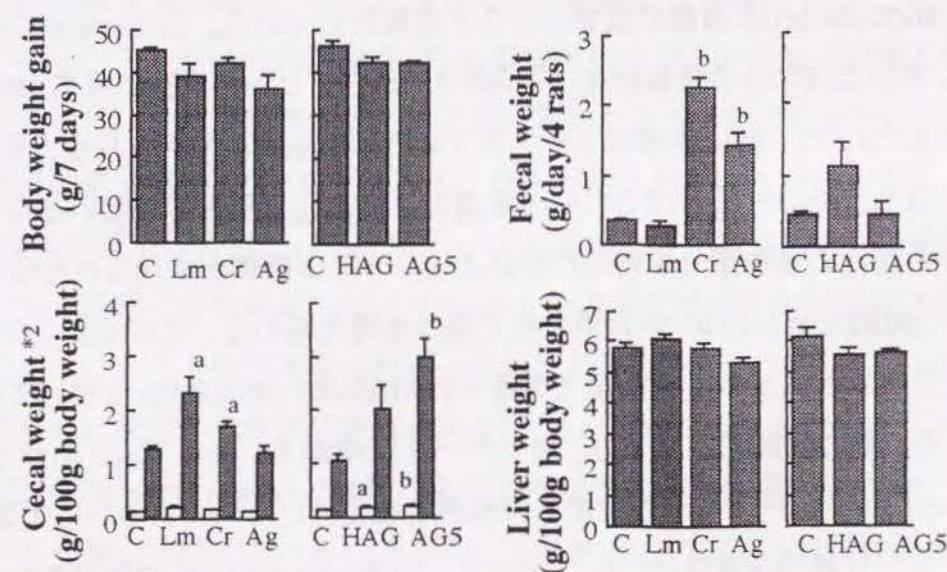 Body weight gain
(g/7 days)
50
40
30
20
10
0
C Lm Cr Ag
C HAG AG5
Fecal weight
(g/day/4 rats)
3
2
1
0
b
b
C Lm Cr Ag
C HAG AG5
Cecal weight *2
(g/100g body weight)
4
3
2
1
0
a
a
C Lm Cr Ag
a
b
b
C HAG AG5
Liver weight
(g/100g body weight)
7
6
5
4
3
2
1
0
C Lm Cr Ag
C HAG AG5